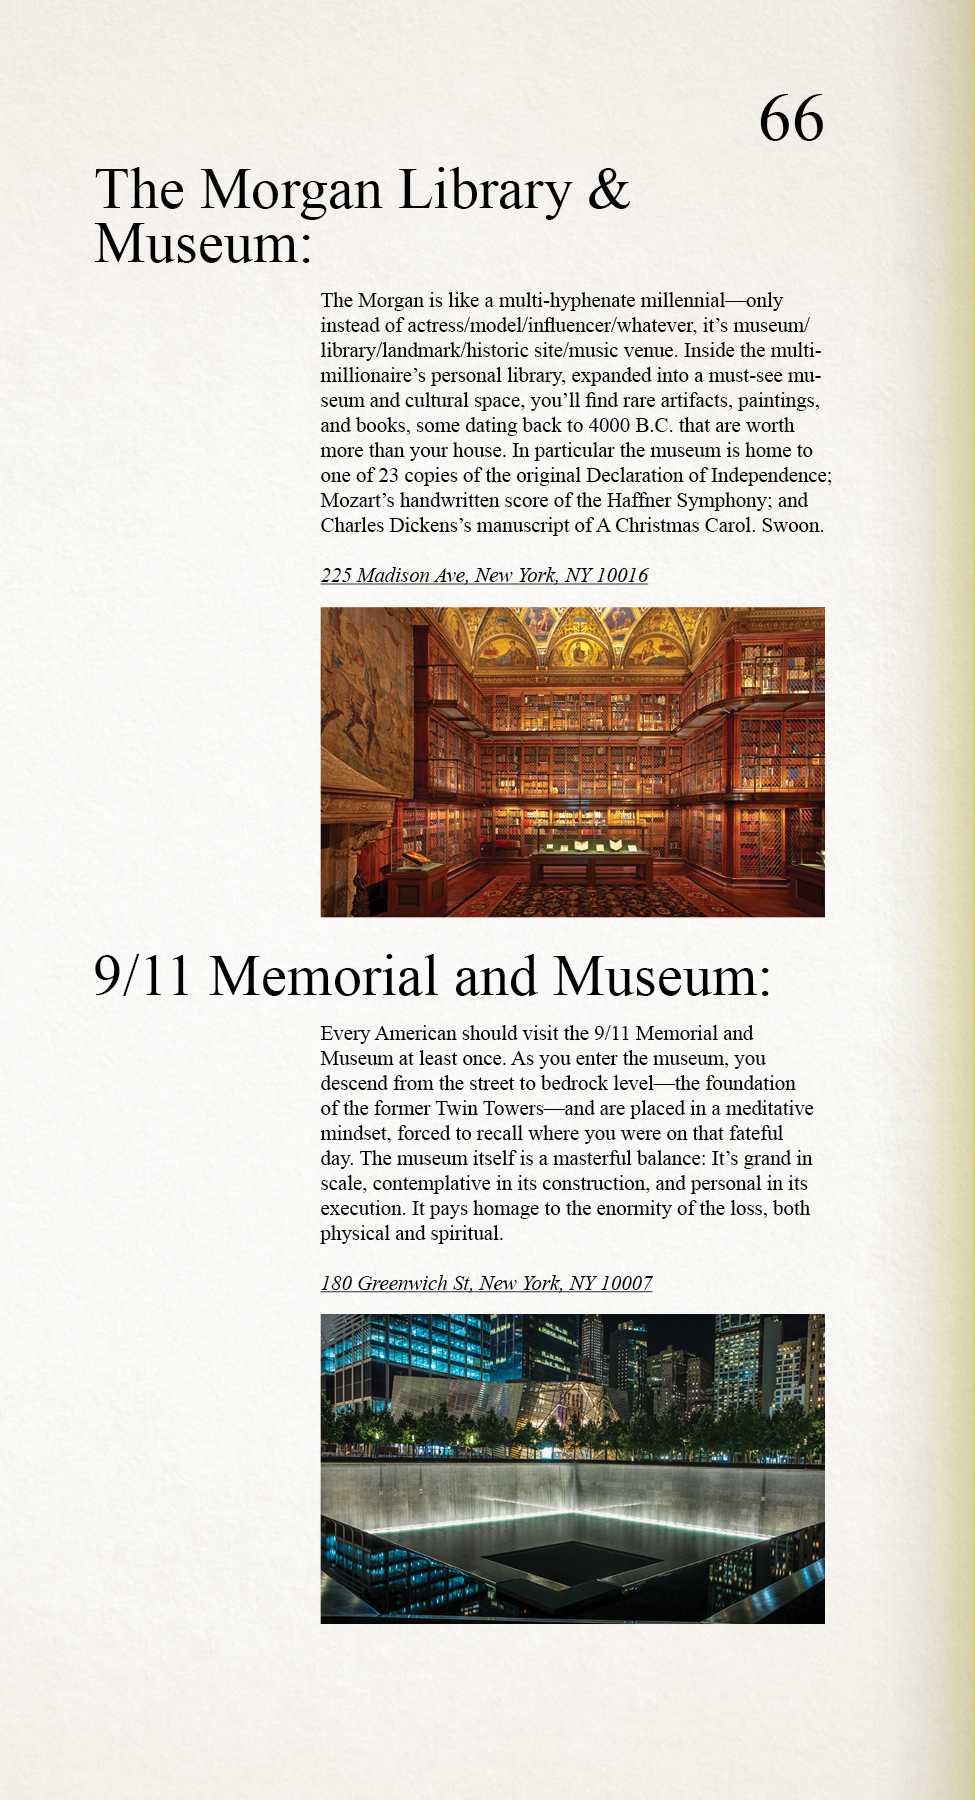 66
The Morgan Library &
Museum:
The Morgan is like a multi-hyphenate millennial—only
instead of actress/model/influencer/whatever, it’s museum/
library/landmark/historic site/music venue. Inside the multi-
millionaire’s personal library, expanded into a must-see mu-
seum and cultural space, you’ll find rare artifacts, paintings,
and books, some dating back to 4000 B.C. that are worth
more than your house. In particular the museum is home to
one of 23 copies of the original Declaration of Independence;
Mozart’s handwritten score of the Haffner Symphony; and
Charles Dickens’s manuscript of A Christmas Carol. Swoon.
225 Madison Ave, New York, NY 10016
9/11 Memorial and Museum:
Every American should visit the 9/11 Memorial and
Museum at least once. As you enter the museum, you
descend from the street to bedrock level—the foundation
of the former Twin Towers—and are placed in a meditative
mindset, forced to recall where you were on that fateful
day. The museum itself is a masterful balance: It’s grand in
scale, contemplative in its construction, and personal in its
execution. It pays homage to the enormity of the loss, both
physical and spiritual.
180 Greenwich St, New York, NY 10007